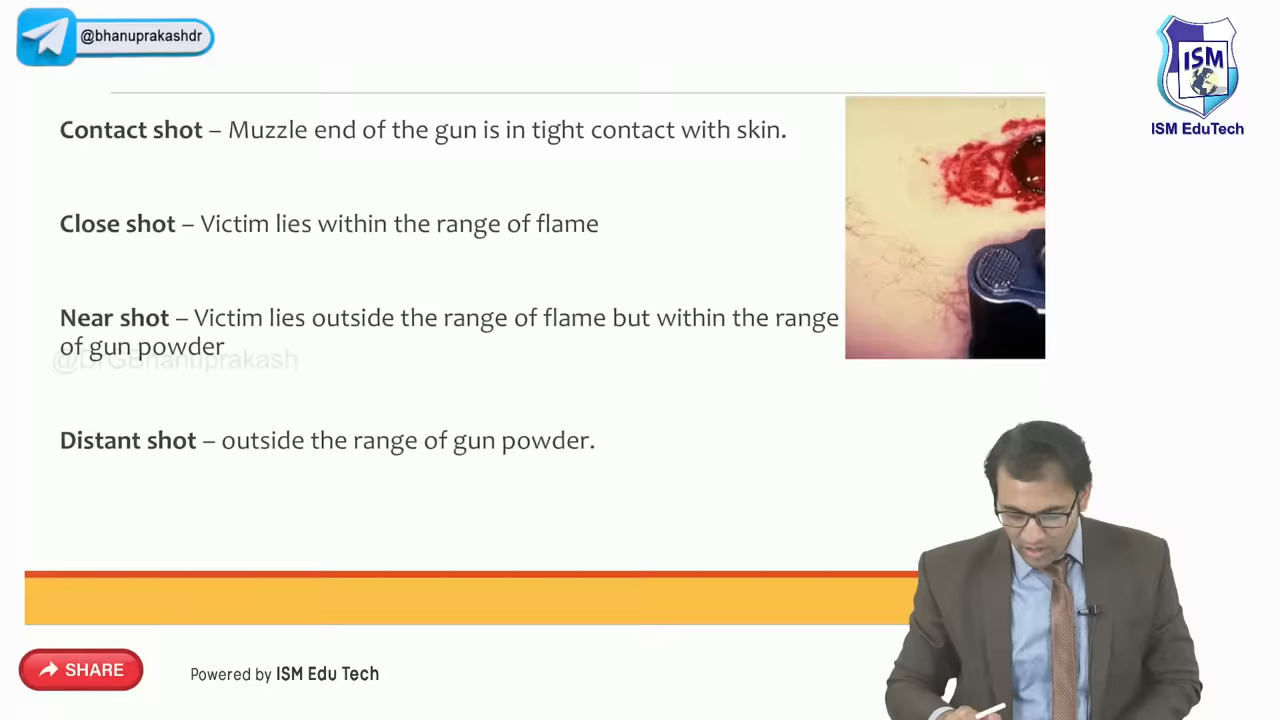 @bhanuprakashdr
ISM
ISM EduTech
Contact shot – Muzzle end of the gun is in tight contact with skin.
Close shot – Victim lies within the range of flame
Near shot – Victim lies outside the range of flame but within the range
of gun powder
@DrGBhanuprakash
Distant shot – outside the range of gun powder.
SHARE
Powered by ISM Edu Tech